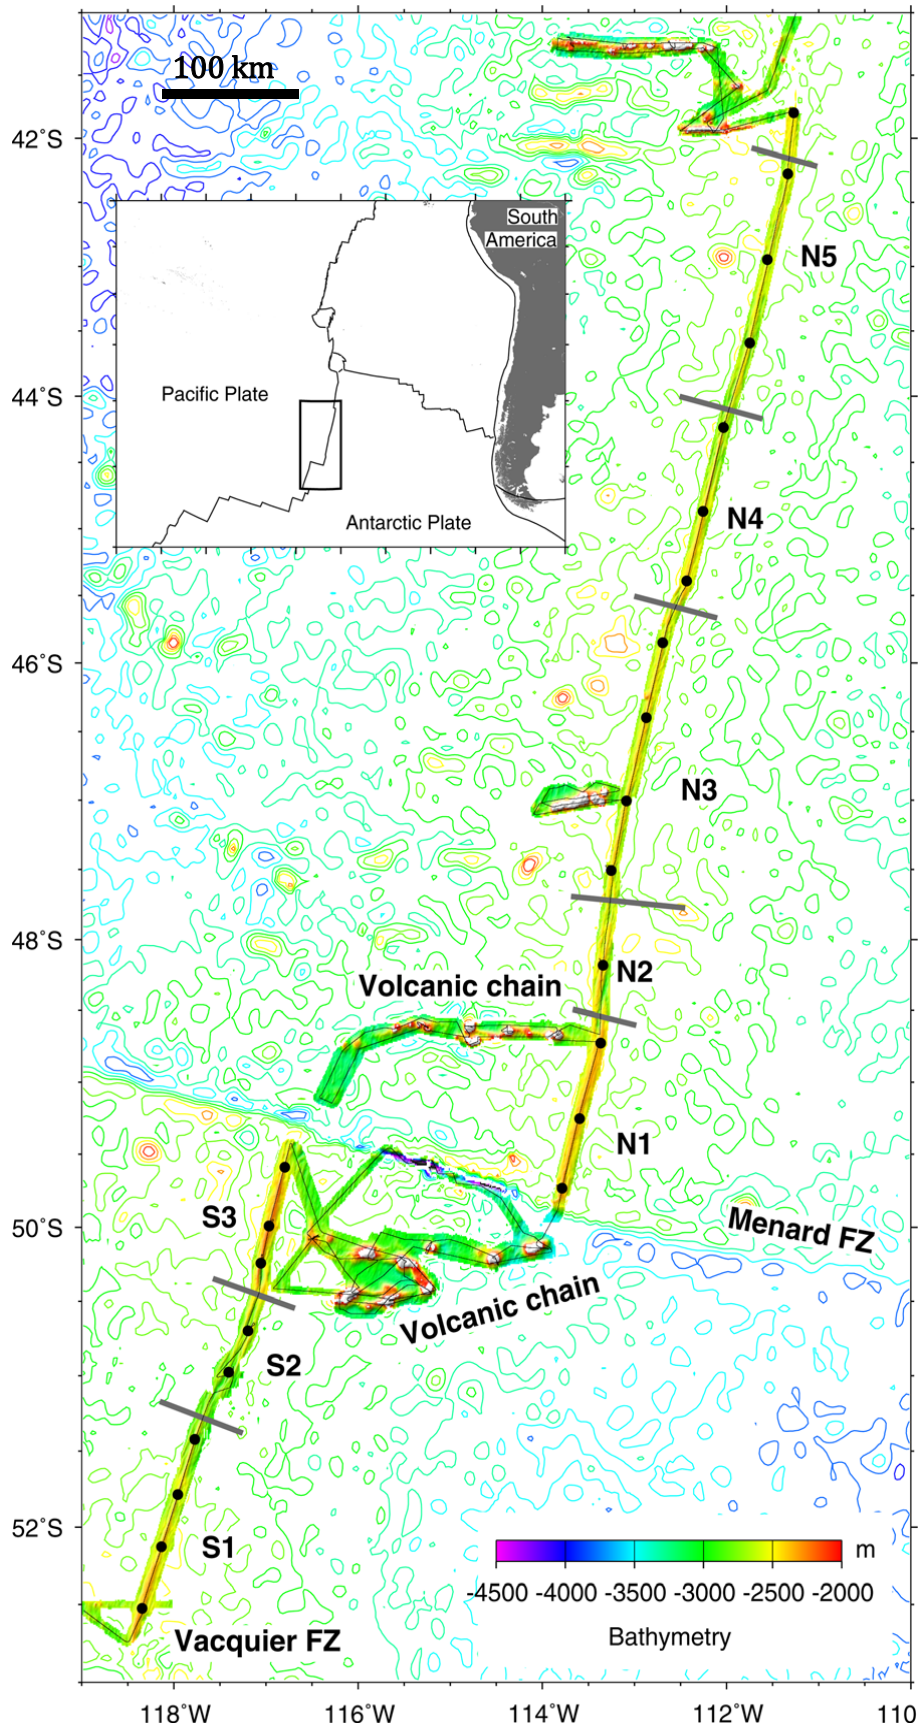 100 km
42°S
South
America
N5
Pacific Plate
44°S
N4
Antarctic Plate
46°S
N3
48°S
N2
Volcanic chain
N1
50°S
S3
Menard FZ
Volcanic chain
S2
52°S
S1
m
-4500 -4000 -3500 -3000 -2500 -2000
Vacquier FZ
Bathymetry
118°W 116°W 114°W 112°W 110